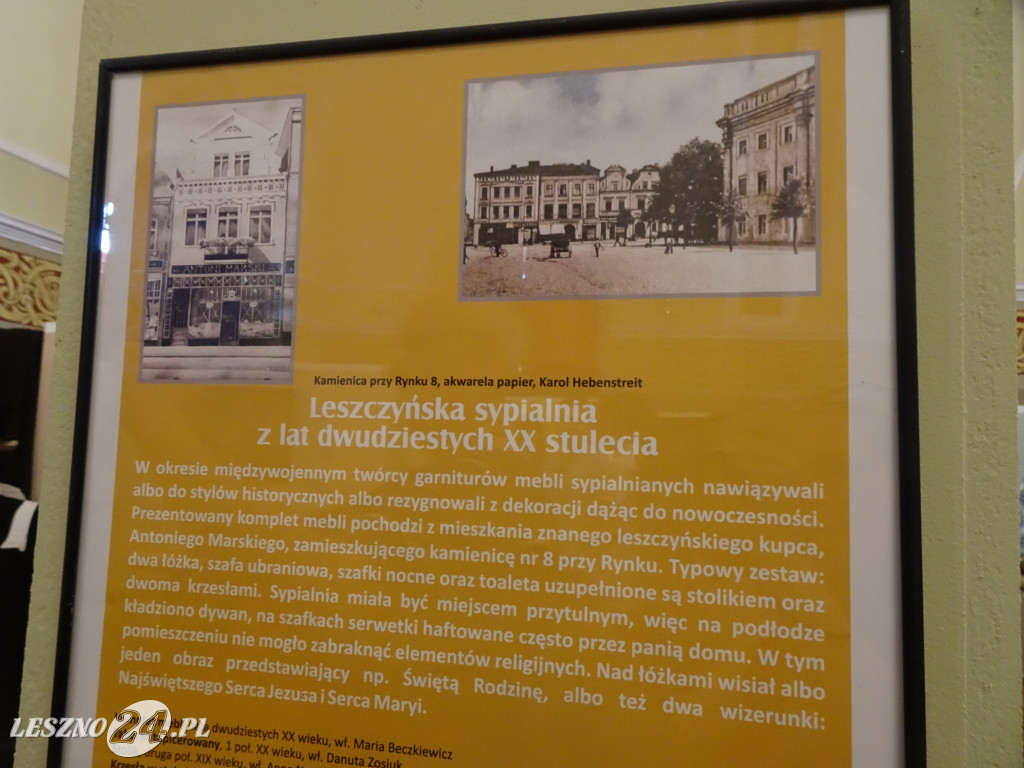 ANTONI MARSKI
Kamienica przy Rynku 8, akwarela papier, Karol Hebenstreit
Leszczyńska sypialnia
z lat dwudziestych XX stulecia
W okresie międzywojennym twórcy garniturów mebli sypialnianych nawiązywali
albo do stylów historycznych albo rezygnowali z dekoracji dążąc do nowoczesności.
Prezentowany komplet mebli pochodzi z mieszkania znanego leszczyńskiego kupca,
Antoniego Marskiego, zamieszkującego kamienicę nr 8 przy Rynku. Typowy zestaw:
dwa łóżka, szafa ubraniowa, szafki nocne oraz toaleta uzupełnione są stolikiem oraz
dwoma krzesłami. Sypialnia miała być miejscem przytulnym, więc na podłodze
kładziono dywan, na szafkach serwetki haftowane często przez panią domu. W tym
pomieszczeniu nie mogło zabraknąć elementów religijnych. Nad łóżkami wisiał albo
jeden obraz przedstawiający np. Świętą Rodzinę, albo też dwa wizerunki:
Najświętszego Serca Jezusa i Serca Maryi.
dwudziestych XX wieku, wł. Maria Beczkiewicz
1 poł. XX wieku, wł. Danuta Zosiuk
druga poł. XIX wieku, wł.
LESZNO24.PL